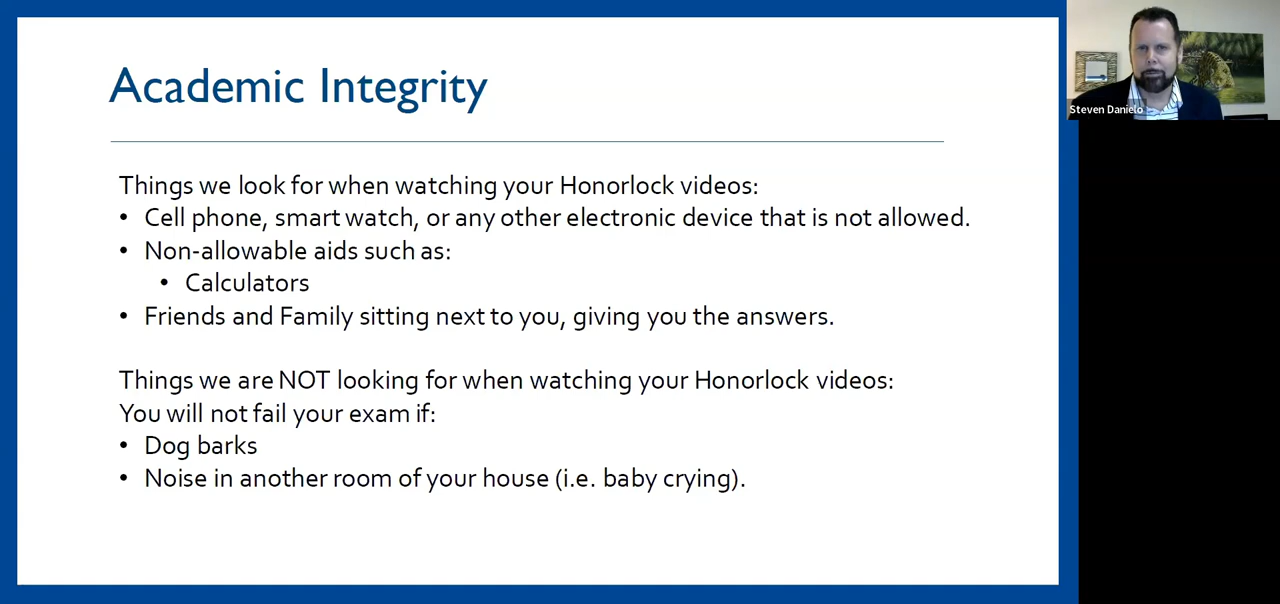 Academic Integrity
Things we look for when watching your Honorlock videos:
• Cell phone, smart watch, or any other electronic device that is not allowed.
• Non-allowable aids such as:
• Calculators
• Friends and Family sitting next to you, giving you the answers.
Things we are NOT looking for when watching your Honorlock videos:
You will not fail your exam if:
• Dog barks
• Noise in another room of your house (i.e. baby crying).
Steven Danielo